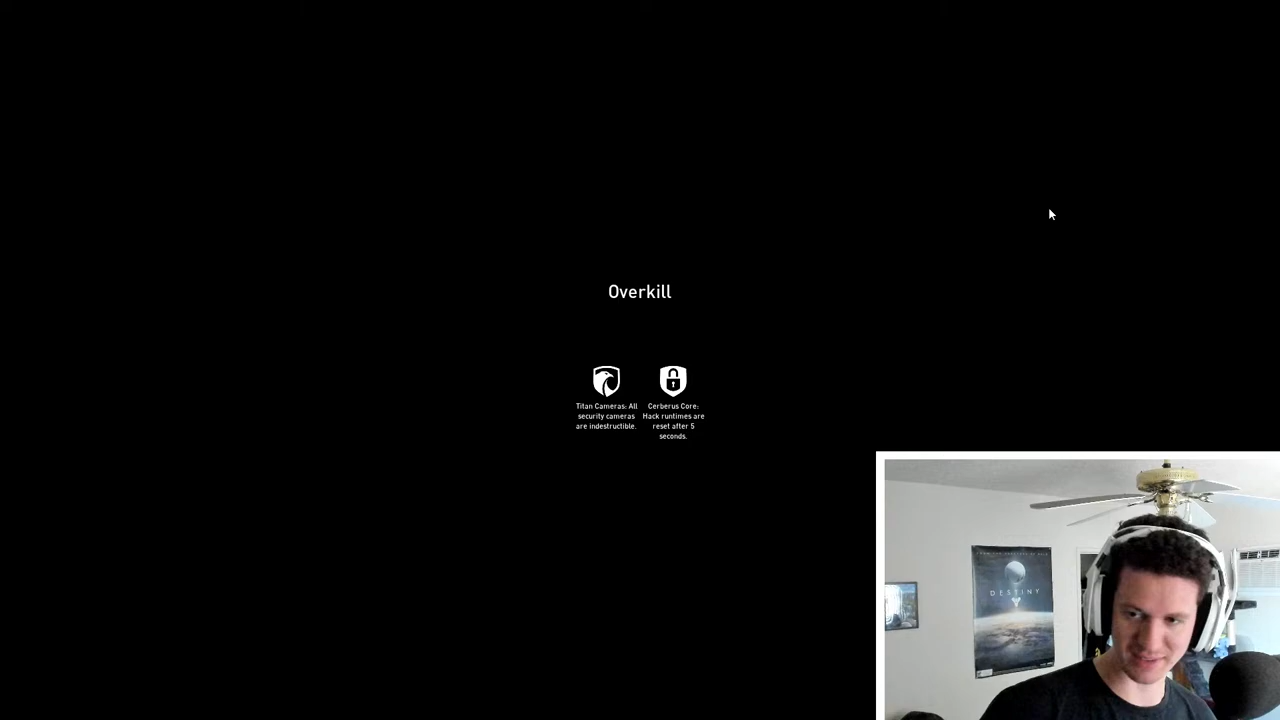 Overkill
Titan Cameras: All
security cameras
are indestructible.
Cerberus Core:
Hack runtimes are
reset after 5
seconds.
DESTINY